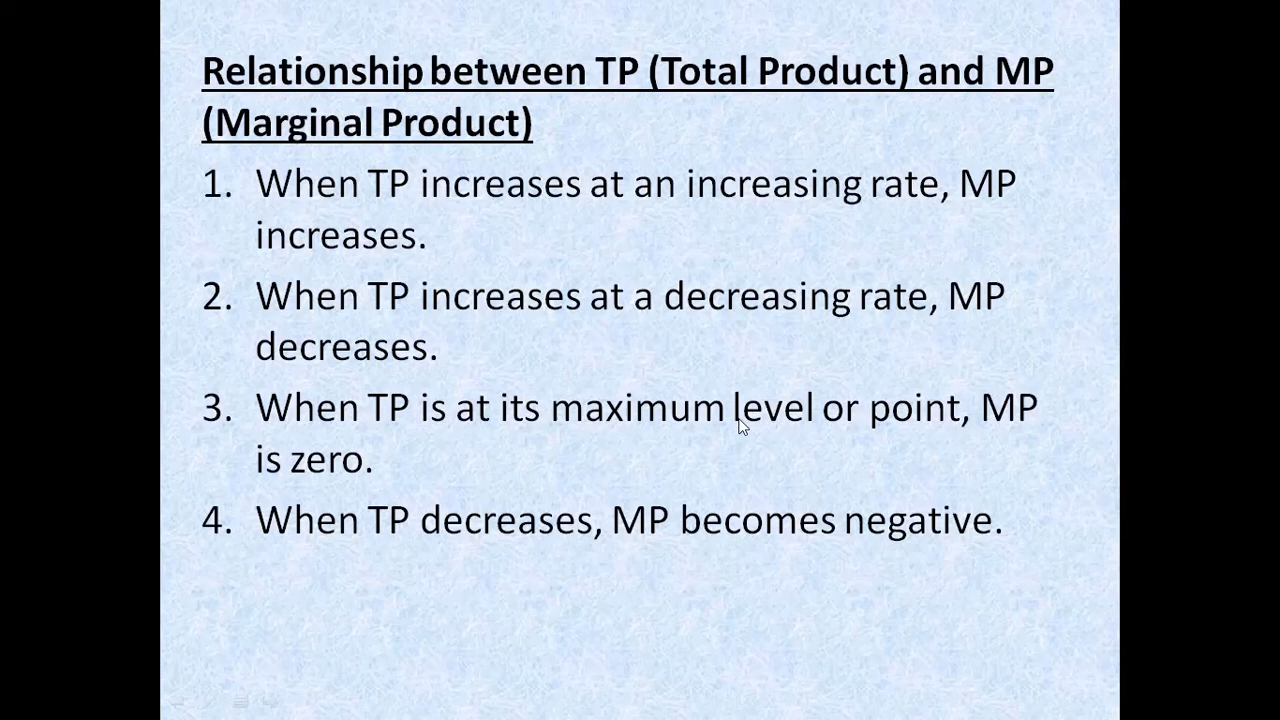 Relationship between TP (Total Product) and MP
(Marginal Product)
1. When TP increases at an increasing rate, MP
increases.
2. When TP increases at a decreasing rate, MP
decreases.
3. When TP is at its maximum level or point, MP
is zero.
4. When TP decreases, MP becomes negative.